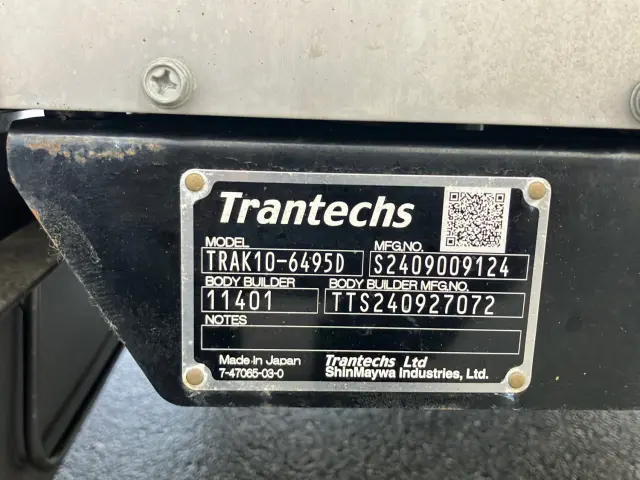 Trantechs
MODEL MFG.NO.
TRAK10-6495D S2409009124
BODY BUILDER BODY BUILDER MFG.NO.
11401 TTS240927072
NOTES
Made in Japan Trantechs Ltd
7-47065-03-0 ShinMaywa Industries, Ltd.